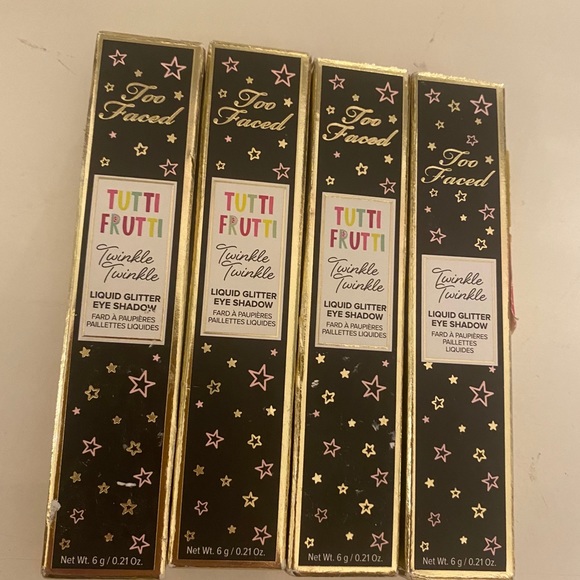 Too
Faced
TUTTI
FRUTTI
Twinkle
Twinkle
LIQUID GLITTER
EYE SHADOW
FARD À PAUPIÈRES
PAILLETTES LIQUIDES
Net Wt. 6 g / 0.21 Oz.
Too
Faced
TUTTI
FRUTTI
Twinkle
Twinkle
LIQUID GLITTER
EYE SHADOW
FARD À PAUPIÈRES
PAILLETTES LIQUIDES
Net Wt. 6 g / 0.21 Oz.
Too
Faced
TUTTI
FRUTTI
Twinkle
Twinkle
LIQUID GLITTER
EYE SHADOW
FARD À PAUPIÈRES
PAILLETTES LIQUIDES
Net Wt. 6 g / 0.21 Oz.
Too
Faced
Twinkle
Twinkle
LIQUID GLITTER
EYE SHADOW
FARD À PAUPIÈRES
PAILLETTES
LIQUIDES
Net Wt. 6 g / 0.21 Oz.